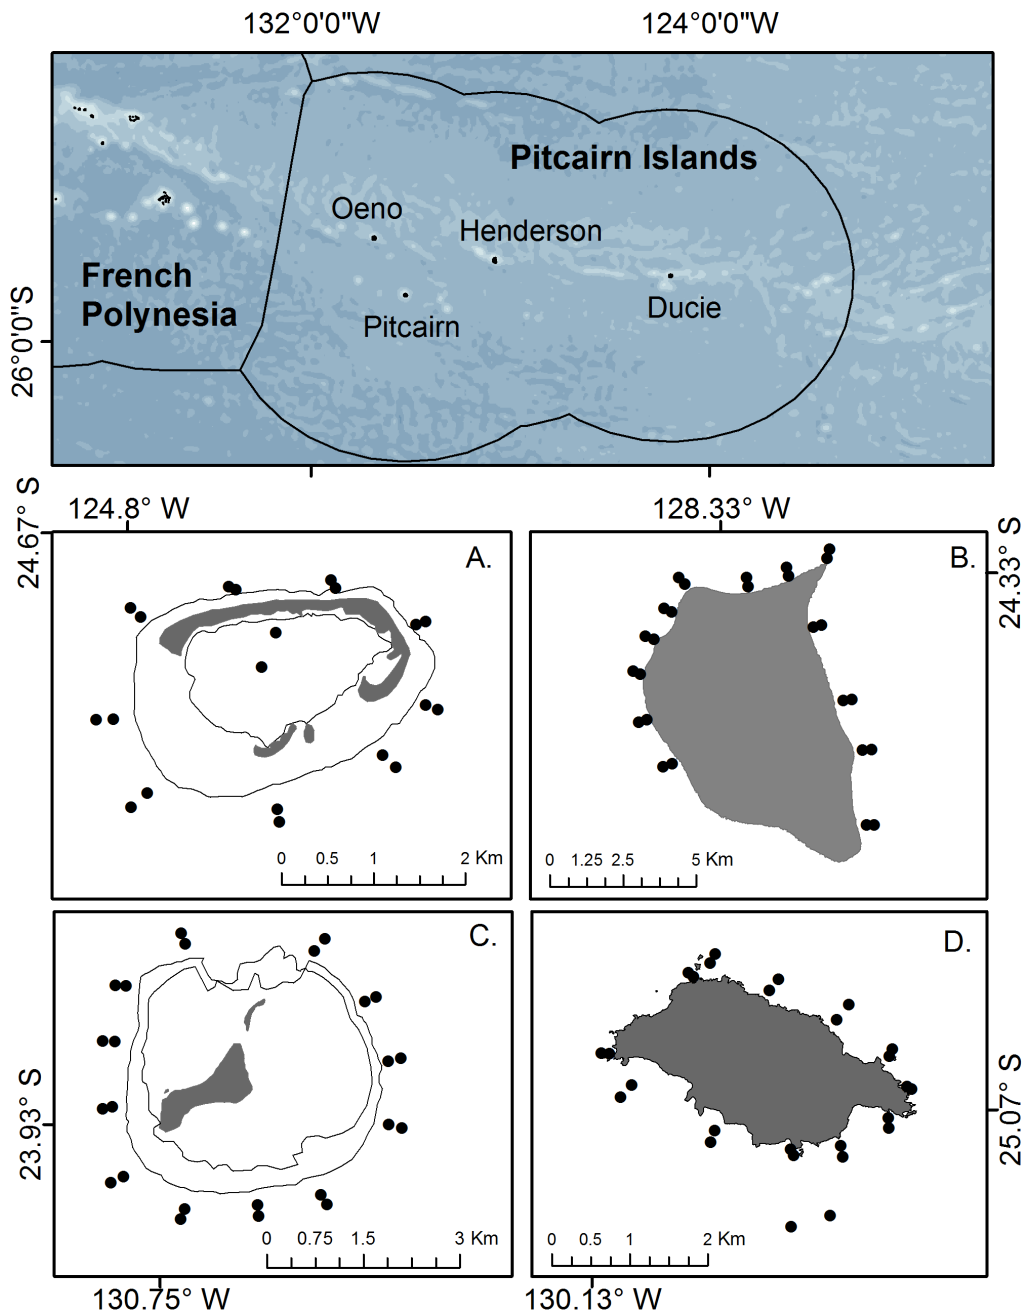 132°0'0"W 124°0'0"W
Pitcairn Islands
Oeno
Henderson
French
Polynesia
Ducie
Pitcairn
26°0'0"S
124.8° W 128.33° W
24.67° S
A.
0 0.5 1 2 Km
B.
24.33° S
0 1.25 2.5 5 Km
C.
23.93° S
0 0.75 1.5 3 Km
D.
25.07° S
0 0.5 1 2 Km
130.75° W 130.13° W